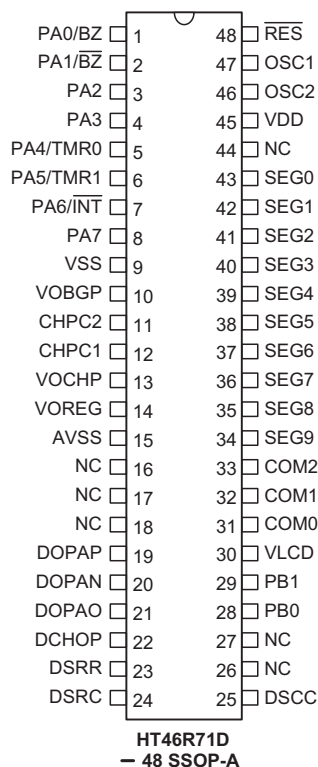 PA0/BZ 1 48 RES
PA1/BZ 2 47 OSC1
PA2 3 46 OSC2
PA3 4 45 VDD
PA4/TMR0 5 44 NC
PA5/TMR1 6 43 SEG0
PA6/INT 7 42 SEG1
PA7 8 41 SEG2
VSS 9 40 SEG3
VOBGP 10 39 SEG4
CHPC2 11 38 SEG5
CHPC1 12 37 SEG6
VOCHP 13 36 SEG7
VOREG 14 35 SEG8
AVSS 15 34 SEG9
NC 16 33 COM2
NC 17 32 COM1
NC 18 31 COM0
DOPAP 19 30 VLCD
DOPAN 20 29 PB1
DOPAO 21 28 PB0
DCHOP 22 27 NC
DSRR 23 26 NC
DSRC 24 25 DSCC
HT46R71D
– 48 SSOP-A